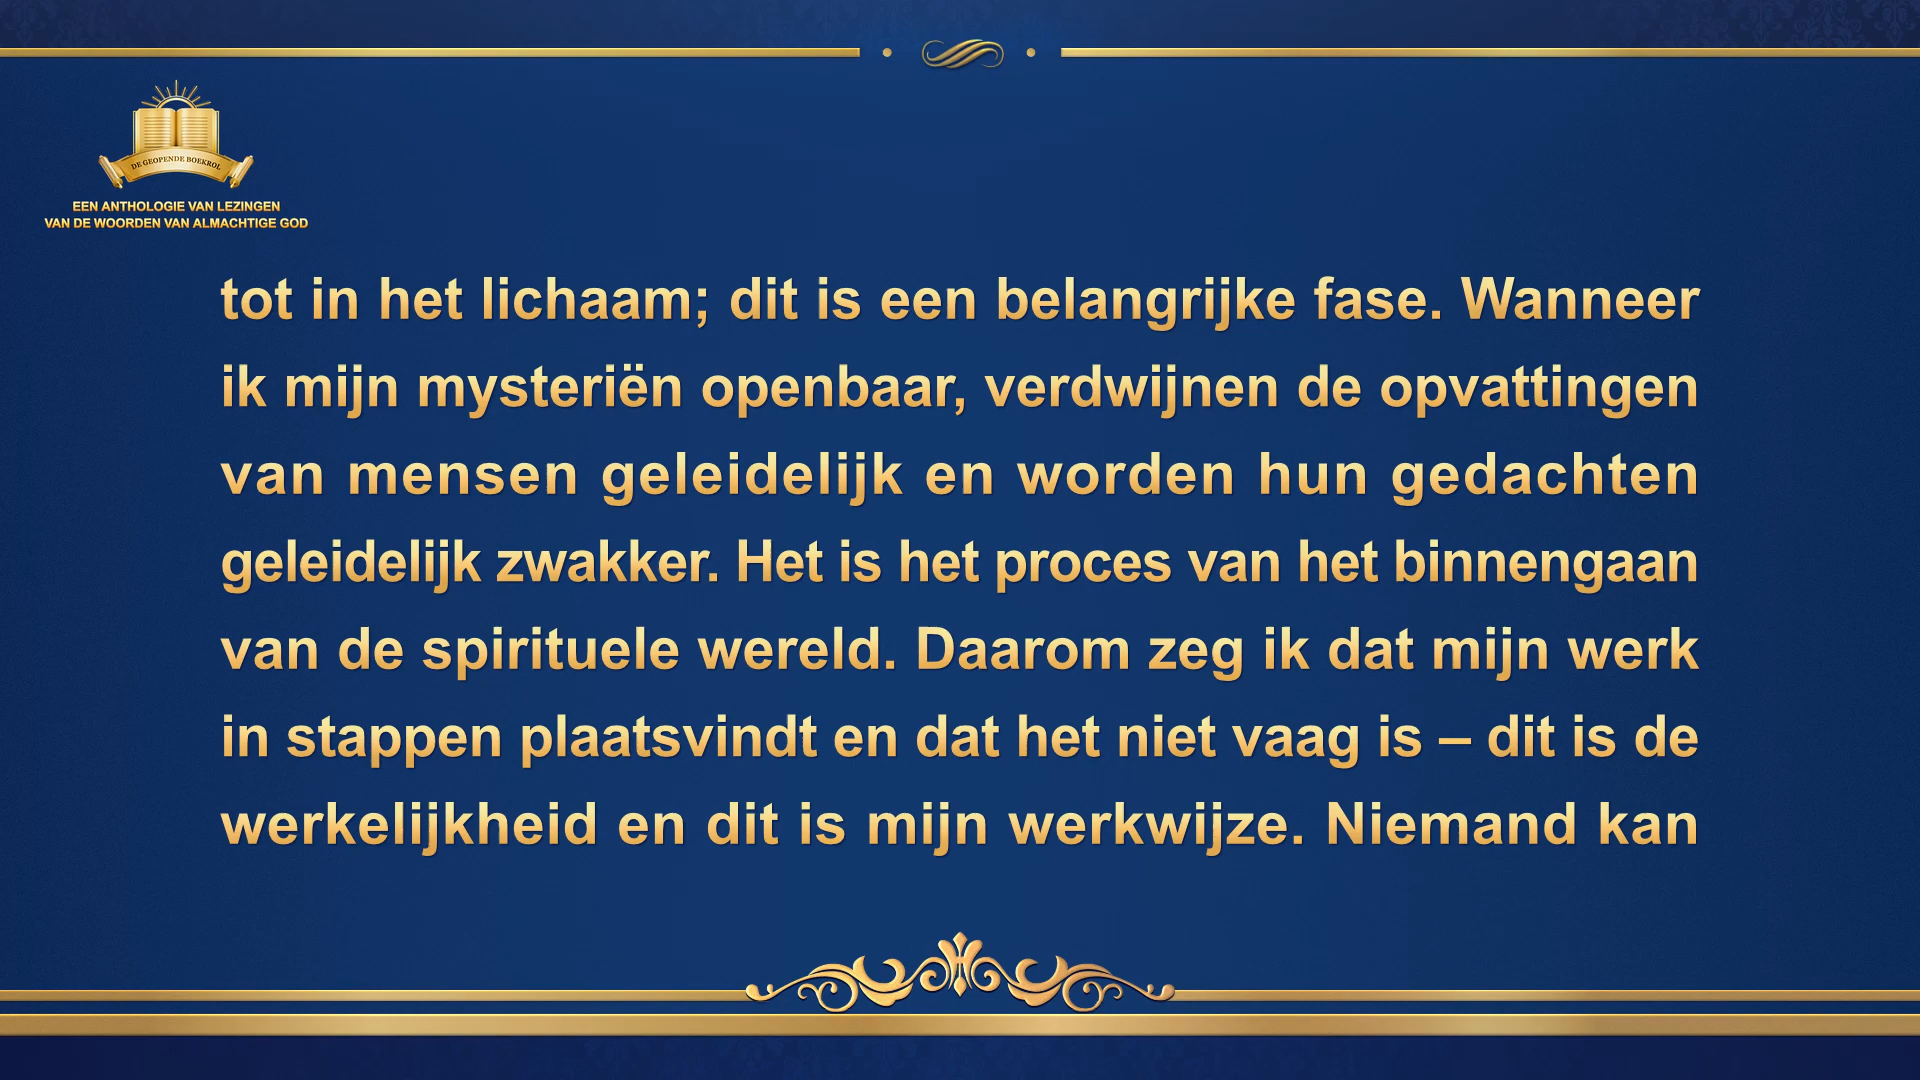 DE GEOPENDE BOEKROL
EEN ANTHOLOGIE VAN LEZINGEN
VAN DE WOORDEN VAN ALMACHTIGE GOD
tot in het lichaam; dit is een belangrijke fase. Wanneer
ik mijn mysteriën openbaar, verdwijnen de opvattingen
van mensen geleidelijk en worden hun gedachten
geleidelijk zwakker. Het is het proces van het binnengaan
van de spirituele wereld. Daarom zeg ik dat mijn werk
in stappen plaatsvindt en dat het niet vaag is – dit is de
werkelijkheid en dit is mijn werkwijze. Niemand kan